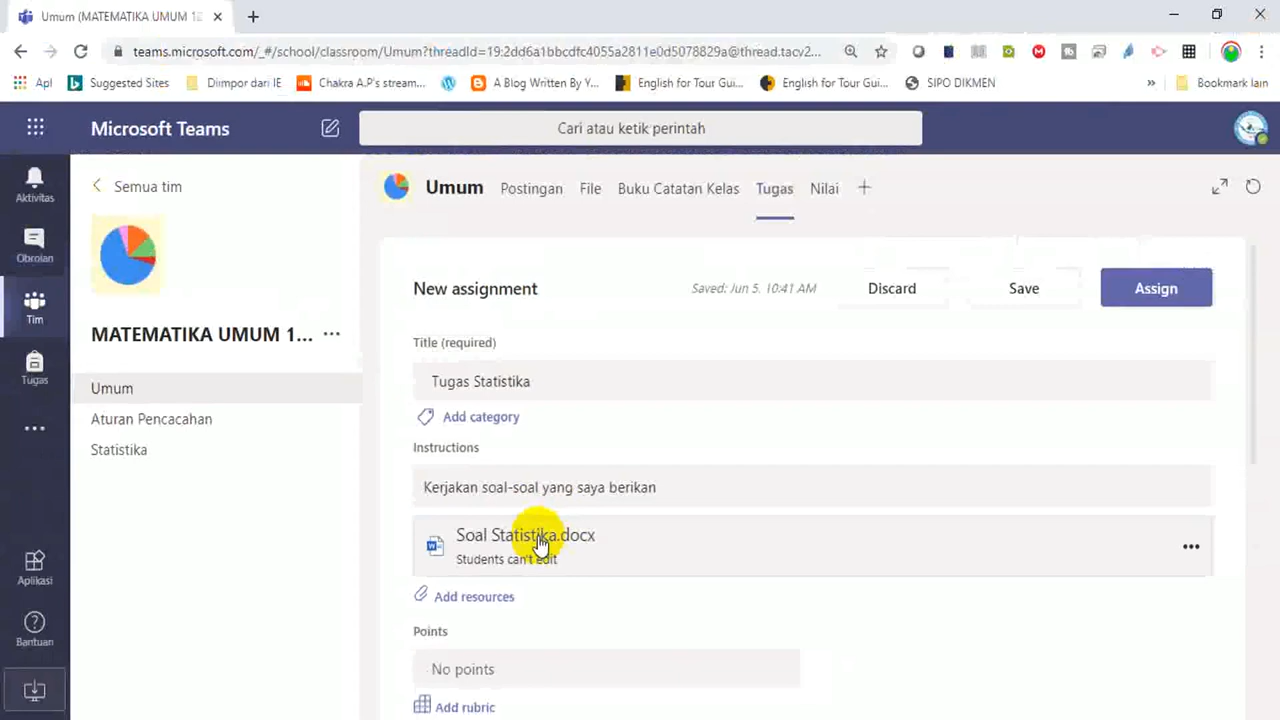 Umum (MATEMATIKA UMUM 12
teams.microsoft.com/_#/school/classroom/Umum?threadId=19:2dd6a1bbcdfc4055a2811e0d5078829a@thread.tacv2...
Apl
Suggested Sites
Diimpor dari IE
Chakra A.P's stream...
A Blog Written By Y...
English for Tour Gui...
English for Tour Gui...
SIPO DIKMEN
»
Bookmark lain
Microsoft Teams
Cari atau ketik perintah
Aktivitas
Obrolan
Tim
Tugas
Aplikasi
Bantuan
Semua tim
MATEMATIKA UMUM 1... ...
Umum
Aturan Pencacahan
Statistika
Umum Postingan File Buku Catatan Kelas Tugas Nilai +
New assignment
Saved: Jun 5, 10:41 AM
Discard
Save
Assign
Title (required)
Tugas Statistika
Add category
Instructions
Kerjakan soal-soal yang saya berikan
Soal Statistika.docx
Students can't edit
Add resources
Points
No points
Add rubric